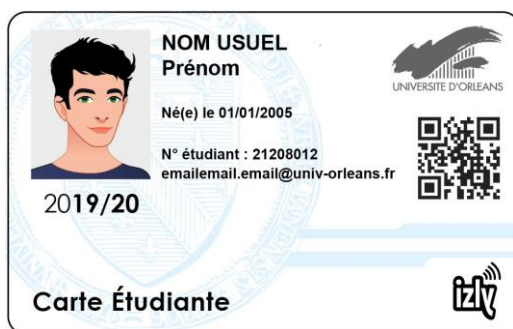 NOM USUEL
Prénom
UNIVERSITE D'ORLEANS
Né(e) le 01/01/2005
N° étudiant : 21208012
emailemail.email@univ-orleans.fr
2019/20
Carte Étudiante
izly